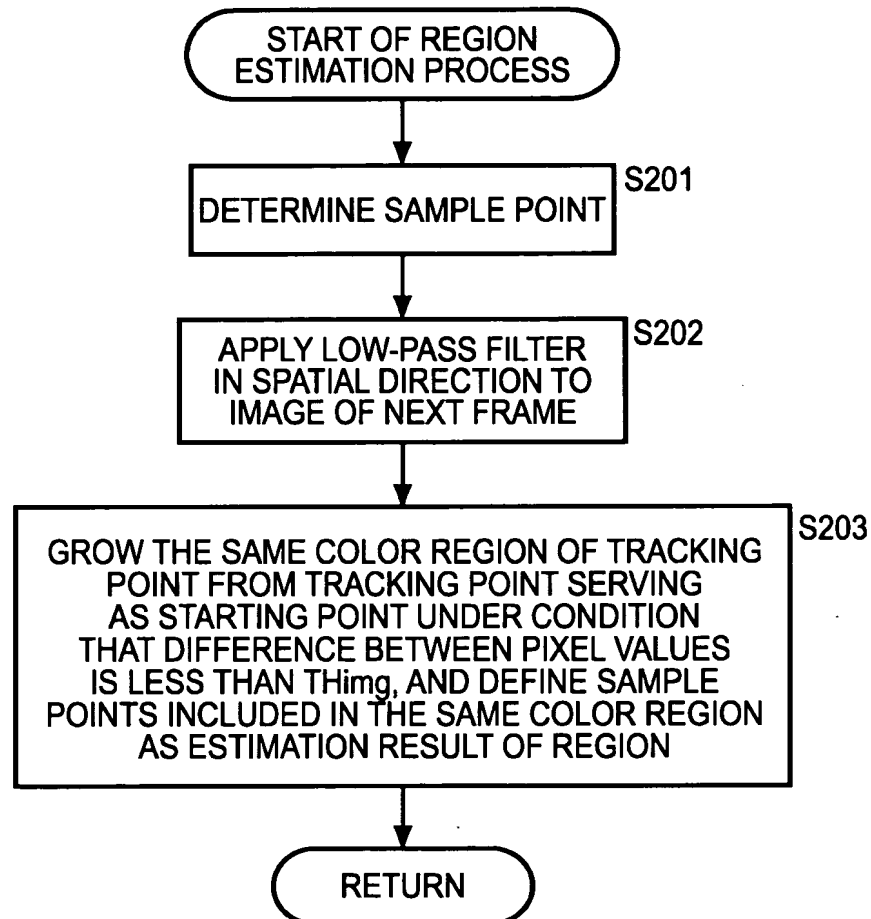 START OF REGION
ESTIMATION PROCESS
S201
DETERMINE SAMPLE POINT
S202
APPLY LOW-PASS FILTER
IN SPATIAL DIRECTION TO
IMAGE OF NEXT FRAME
S203
GROW THE SAME COLOR REGION OF TRACKING
POINT FROM TRACKING POINT SERVING
AS STARTING POINT UNDER CONDITION
THAT DIFFERENCE BETWEEN PIXEL VALUES
IS LESS THAN THimg, AND DEFINE SAMPLE
POINTS INCLUDED IN THE SAME COLOR REGION
AS ESTIMATION RESULT OF REGION
RETURN